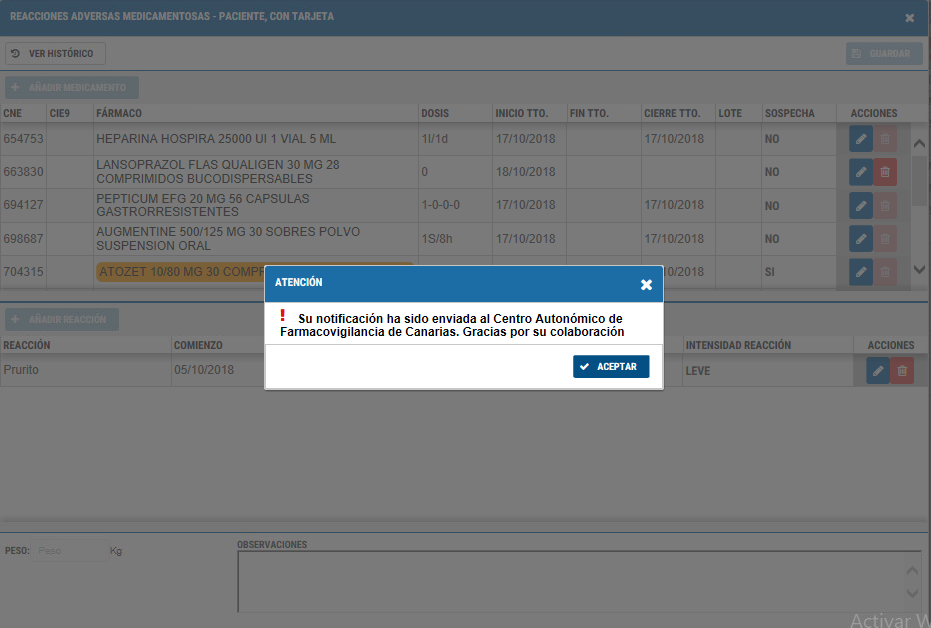 REACCIONES ADVERSAS MEDICAMENTOSAS - PACIENTE, CON TARJETA
VER HISTÓRICO
GUARDAR
AÑADIR MEDICAMENTO
CNE CIE9 FÁRMACO DOSIS INICIO TTO. FIN TTO. CIERRE TTO. LOTE SOSPECHA ACCIONES
654753 HEPARINA HOSPIRA 25000 UI 1 VIAL 5 ML 1I/1d 17/10/2018 17/10/2018 NO
663830 LANSOPRAZOL FLAS QUALIGEN 30 MG 28
COMPRIMIDOS BUCODISPERSABLES 0 18/10/2018 NO
694127 PEPTICUM EFG 20 MG 56 CAPSULAS
GASTRORRESISTENTES 1-0-0-0 17/10/2018 17/10/2018 NO
698687 AUGMENTINE 500/125 MG 30 SOBRES POLVO
SUSPENSION ORAL 1S/8h 17/10/2018 17/10/2018 NO
704315 ATOZET 10/80 MG 30 COMPR SI
ATENCIÓN
! Su notificación ha sido enviada al Centro Autonómico de
Farmacovigilancia de Canarias. Gracias por su colaboración
ACEPTAR
AÑADIR REACCIÓN
REACCIÓN COMIENZO INTENSIDAD REACCIÓN ACCIONES
Prurito 05/10/2018 LEVE
PESO: Peso Kg
OBSERVACIONES
Activar W